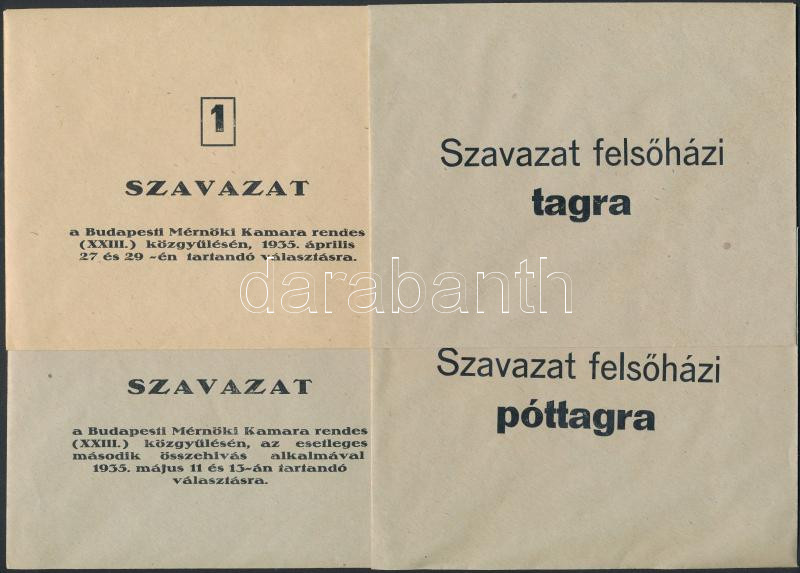 1
SZAVAZAT
a Budapesti Mérnöki Kamara rendes
(XXIII.) közgyűlésén, 1935. április
27 és 29 -én tartandó választásra.
Szavazat felsőházi
tagra
darabanth
SZAVAZAT
a Budapesti Mérnöki Kamara rendes
(XXIII.) közgyűlésén, az esetleges
második összehivás alkalmával
1935. május 11 és 13-án tartandó
választásra.
Szavazat felsőházi
póttagra